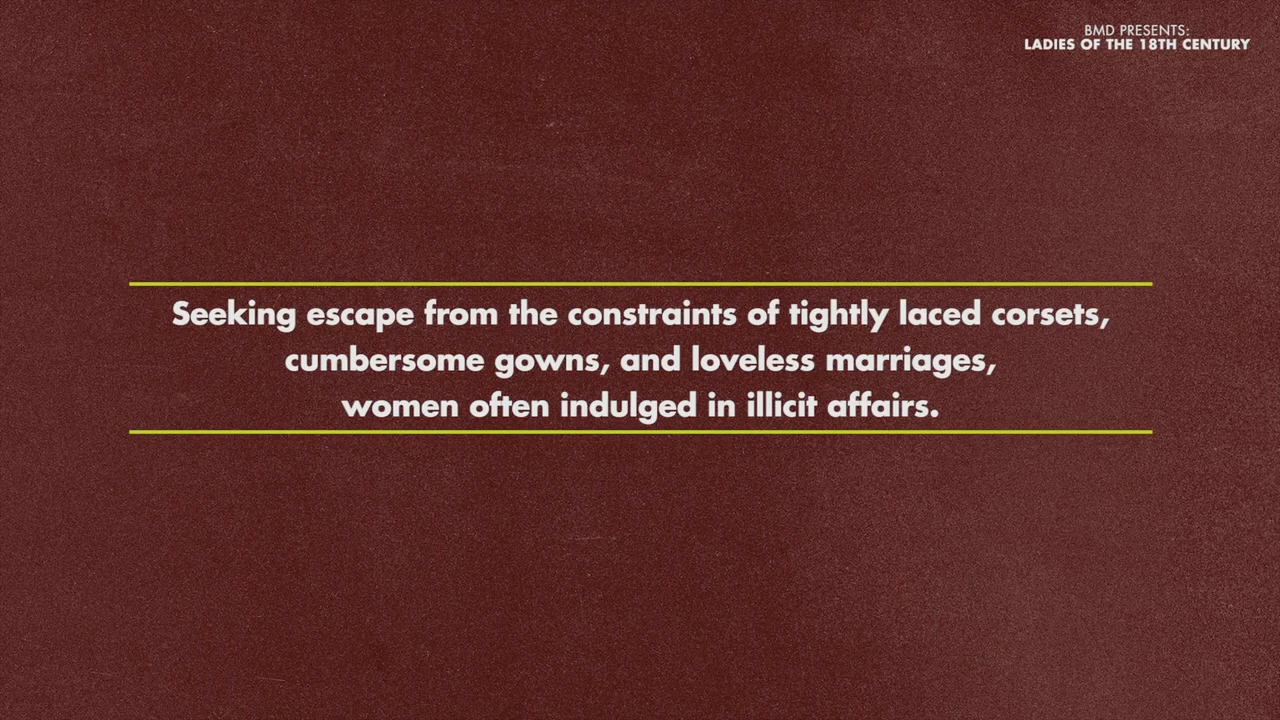 BMD PRESENTS:
LADIES OF THE 18TH CENTURY
Seeking escape from the constraints of tightly laced corsets,
cumbersome gowns, and loveless marriages,
women often indulged in illicit affairs.